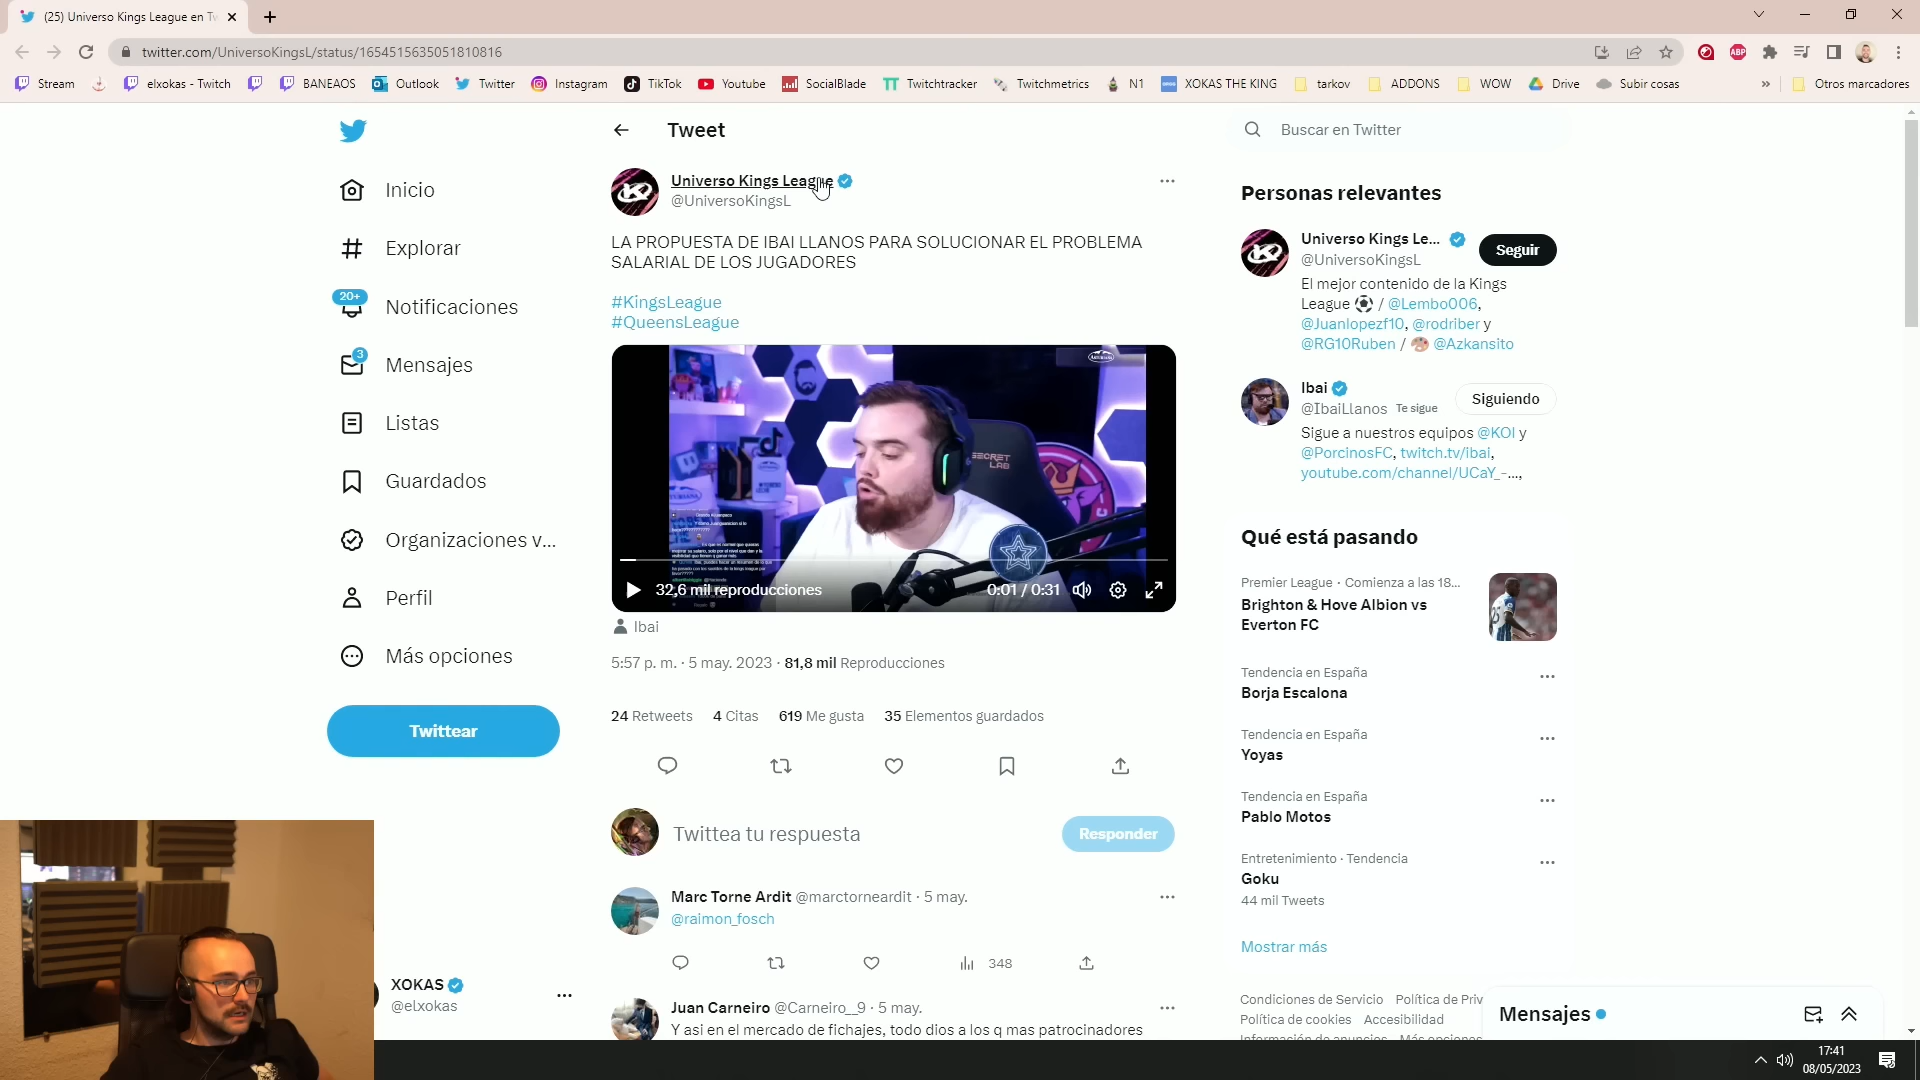 (25) Universo Kings League en Tw
twitter.com/UniversoKingsL/status/1654515635051810816
Stream
elxokas - Twitch
BANEAOS
Outlook
Twitter
Instagram
TikTok
Youtube
SocialBlade
Twitchtracker
Twitchmetrics
N1
XOKAS THE KING
tarkov
ADDONS
WOW
Drive
Subir cosas
Otros marcadores
Inicio
Explorar
20+
Notificaciones
3
Mensajes
Listas
Guardados
Organizaciones v...
Perfil
Más opciones
Twittear
XOKAS
@elxokas
Tweet
Universo Kings League
@UniversoKingsL
LA PROPUESTA DE IBAI LLANOS PARA SOLUCIONAR EL PROBLEMA
SALARIAL DE LOS JUGADORES
#KingsLeague
#QueensLeague
SECRET
LAB
32,6 mil reproducciones
0:01 / 0:31
Ibai
5:57 p. m. · 5 may. 2023 · 81,8 mil Reproducciones
24 Retweets 4 Citas 619 Me gusta 35 Elementos guardados
Twittea tu respuesta
Responder
Marc Torne Ardit @marctorneardit · 5 may.
@raimon_fosch
348
Juan Carneiro @Carneiro__9 · 5 may.
Y asi en el mercado de fichajes, todo dios a los q mas patrocinadores
Buscar en Twitter
Personas relevantes
Universo Kings Le...
Seguir
@UniversoKingsL
El mejor contenido de la Kings
League ⚽ / @Lembo006,
@Juanlopezf10, @rodriber y
@RG10Ruben / 🎨 @Azkansito
Ibai
@IbaiLlanos Te sigue
Siguiendo
Sigue a nuestros equipos @KOI y
@PorcinosFC, twitch.tv/ibai,
youtube.com/channel/UCaY_-...,
Qué está pasando
Premier League · Comienza a las 18...
Brighton & Hove Albion vs
Everton FC
Tendencia en España
Borja Escalona
Tendencia en España
Yoyas
Tendencia en España
Pablo Motos
Entretenimiento · Tendencia
Goku
44 mil Tweets
Mostrar más
Condiciones de Servicio Política de Priv
Política de cookies Accesibilidad
Información de anuncios Más opciones
Mensajes
17:41
08/05/2023